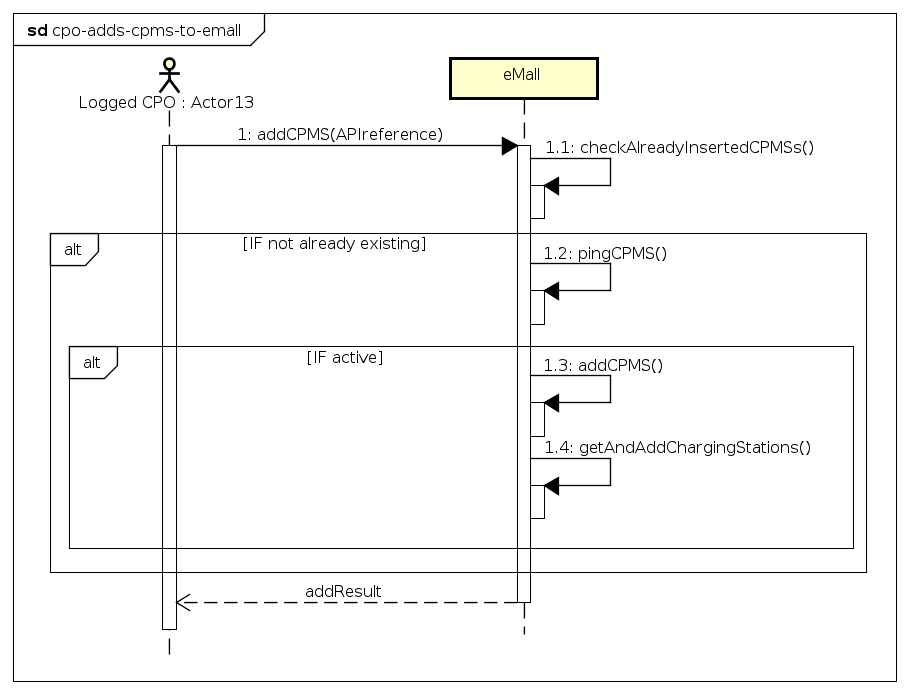 sd cpo-adds-cpms-to-emall
Logged CPO : Actor13
eMall
1: addCPMS(APIreference)
1.1: checkAlreadyInsertedCPMSs()
alt
[IF not already existing]
1.2: pingCPMS()
alt
[IF active]
1.3: addCPMS()
1.4: getAndAddChargingStations()
addResult